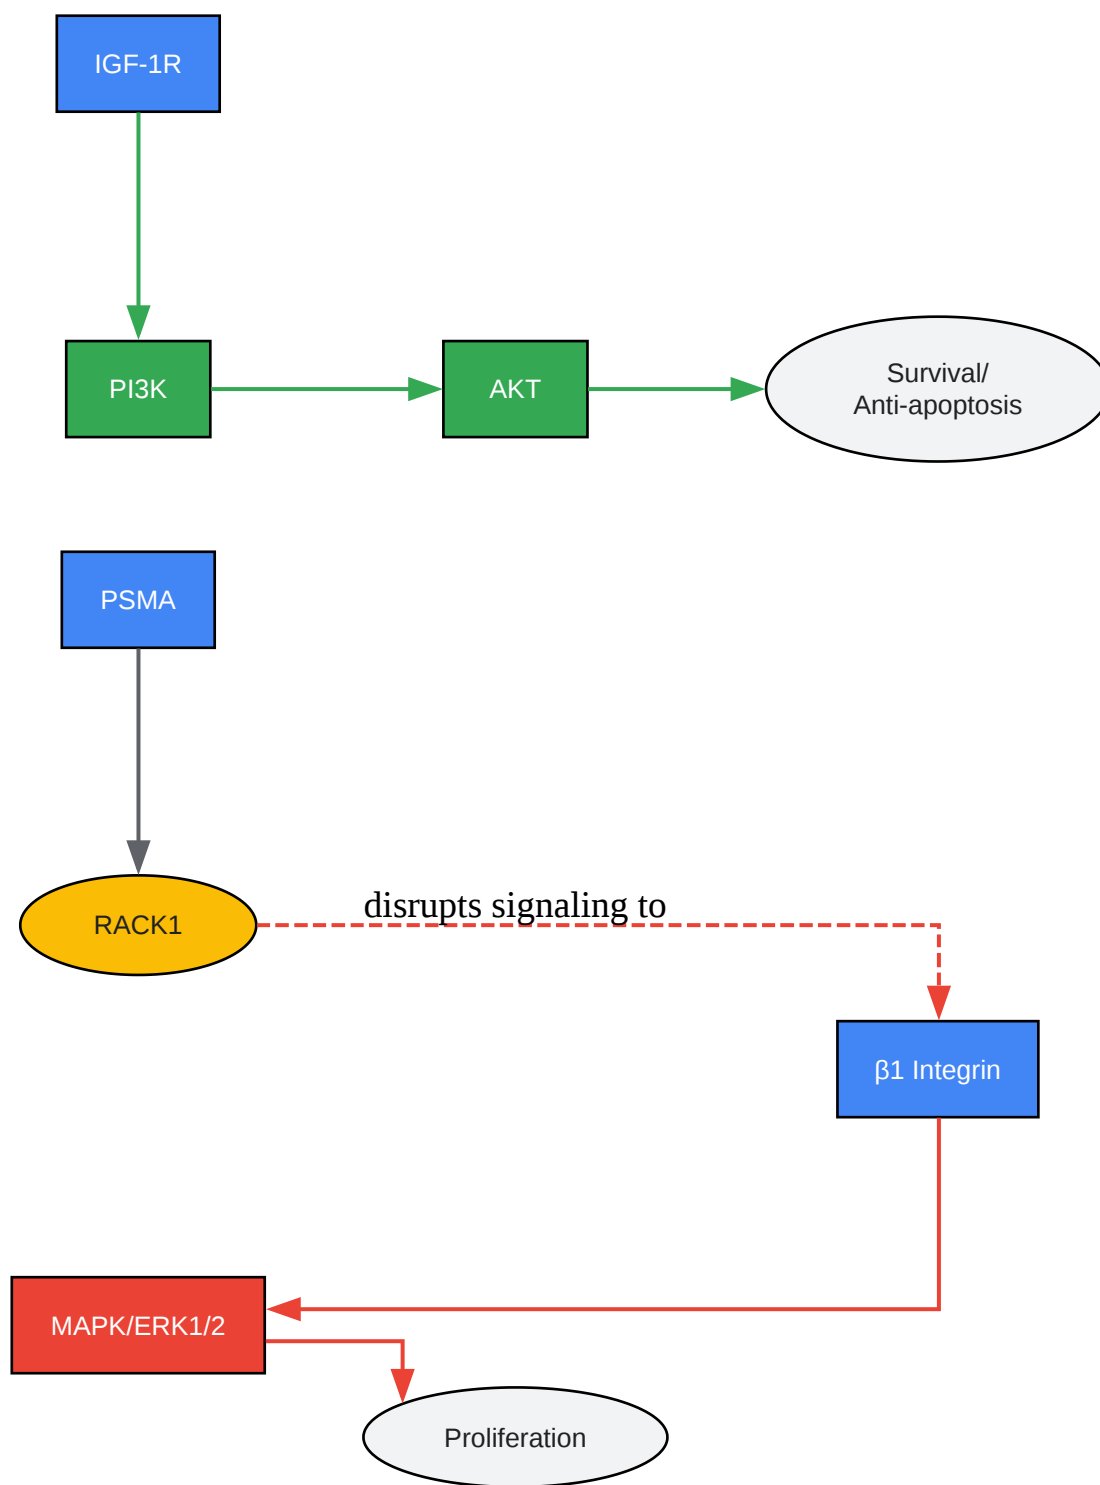 IGF-1R
PI3K
AKT
Survival/
Anti-apoptosis
PSMA
RACK1
disrupts signaling to
β1 Integrin
MAPK/ERK1/2
Proliferation